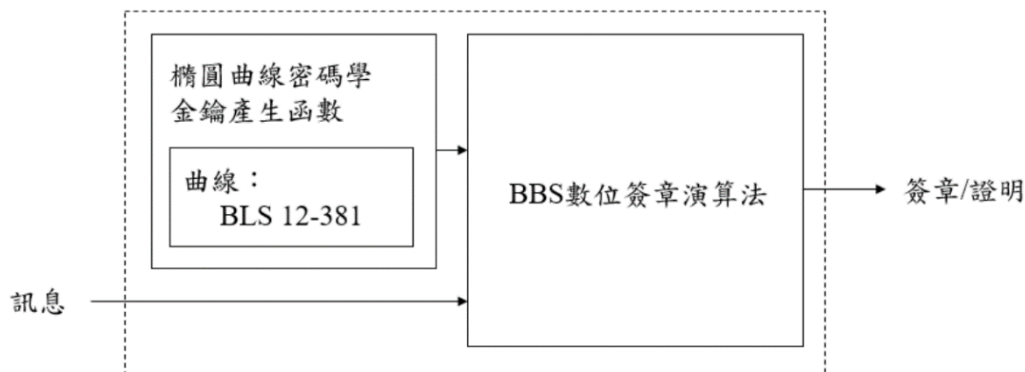 橢圓曲線密碼學
金鑰產生函數
曲線：
BLS 12-381
BBS數位簽章演算法
簽章/證明
訊息